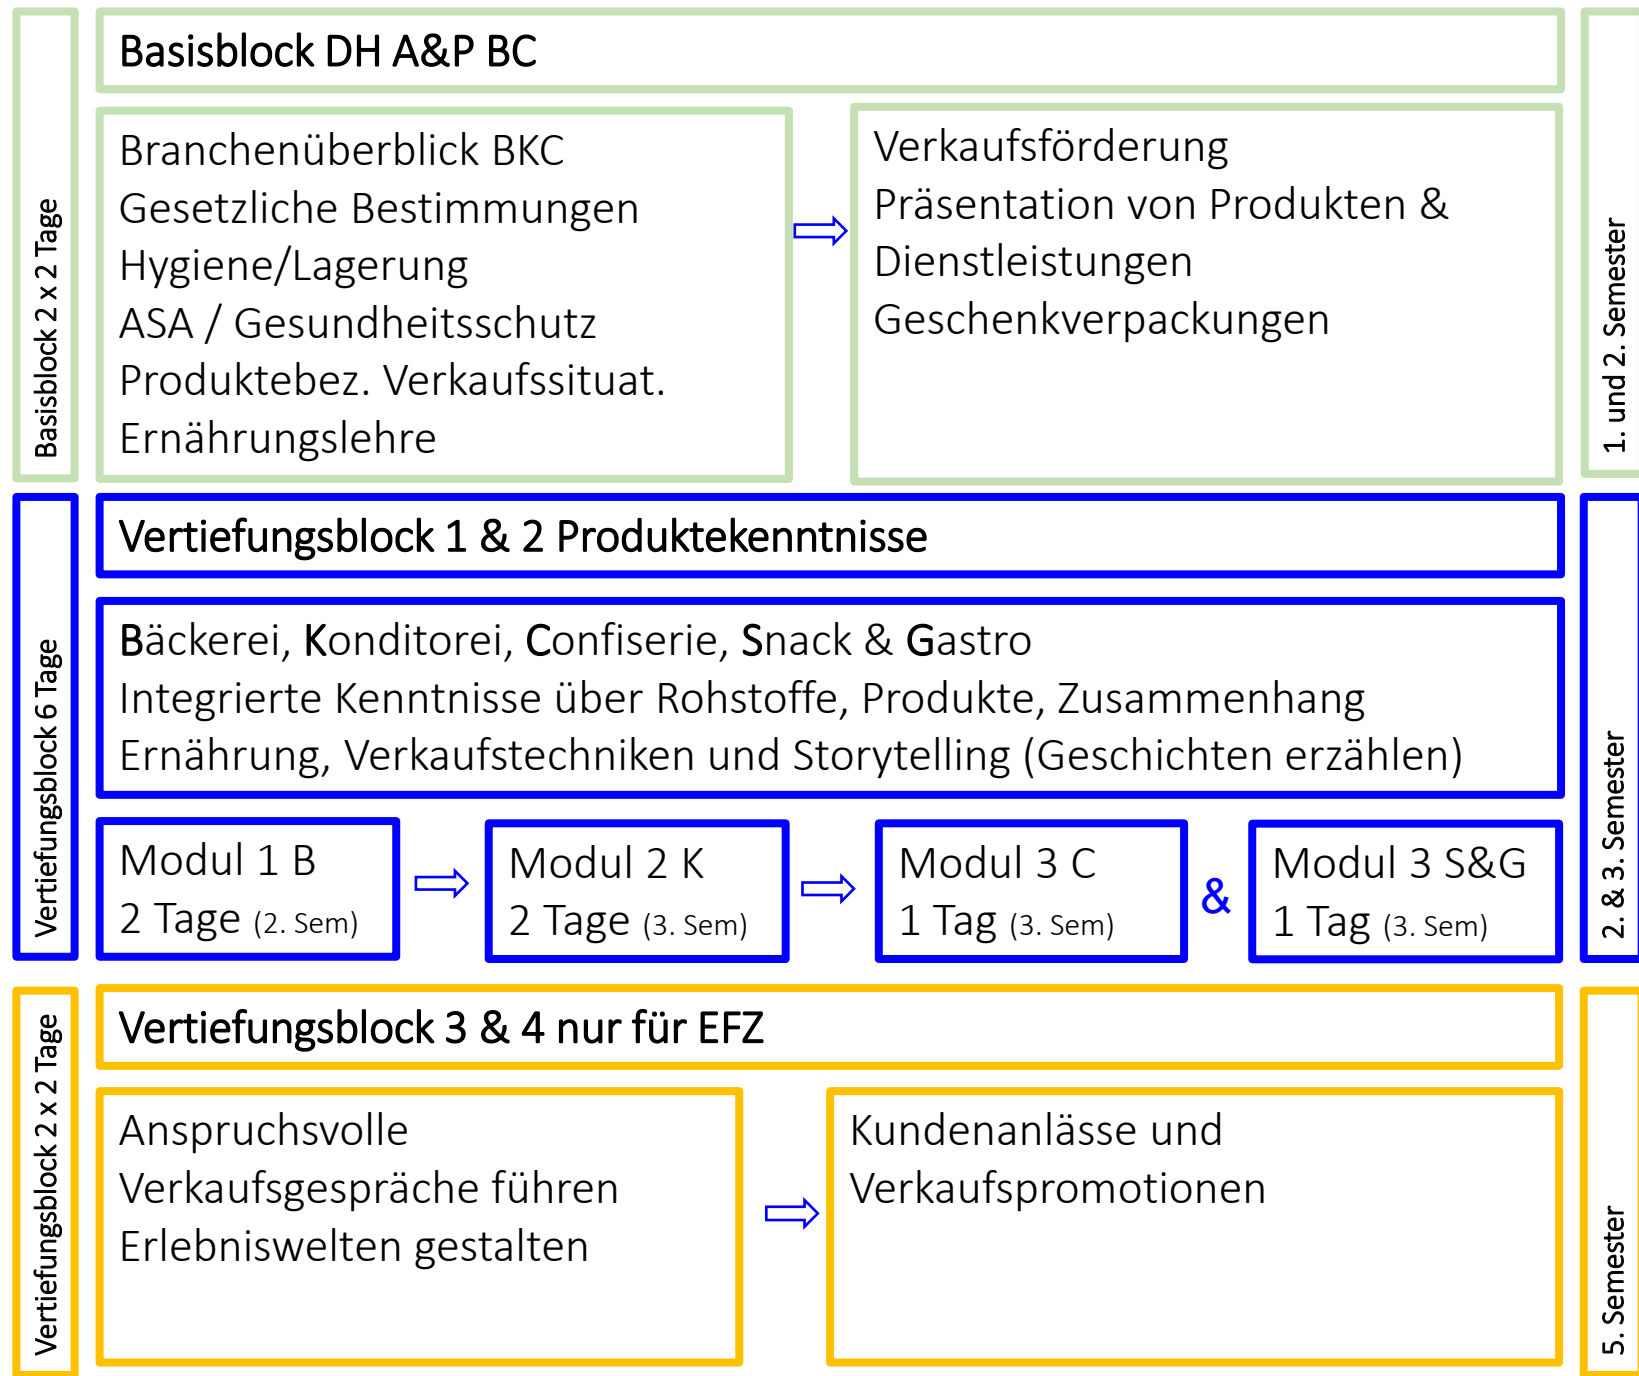 Basisblock 2 x 2 Tage
Basisblock DH A&P BC
Branchenüberblick BKC
Gesetzliche Bestimmungen
Hygiene/Lagerung
ASA / Gesundheitsschutz
Produktebez. Verkaufssituat.
Ernährungslehre
Verkaufsförderung
Präsentation von Produkten &
Dienstleistungen
Geschenkverpackungen
1. und 2. Semester
Vertiefungsblock 6 Tage
Vertiefungsblock 1 & 2 Produktekenntnisse
Bäckerei, Konditorei, Confiserie, Snack & Gastro
Integrierte Kenntnisse über Rohstoffe, Produkte, Zusammenhang
Ernährung, Verkaufstechniken und Storytelling (Geschichten erzählen)
Modul 1 B
2 Tage (2. Sem)
Modul 2 K
2 Tage (3. Sem)
Modul 3 C
1 Tag (3. Sem)
&
Modul 3 S&G
1 Tag (3. Sem)
2. & 3. Semester
Vertiefungsblock 2 x 2 Tage
Vertiefungsblock 3 & 4 nur für EFZ
Anspruchsvolle
Verkaufsgespräche führen
Erlebniswelten gestalten
Kundenanlässe und
Verkaufspromotionen
5. Semester